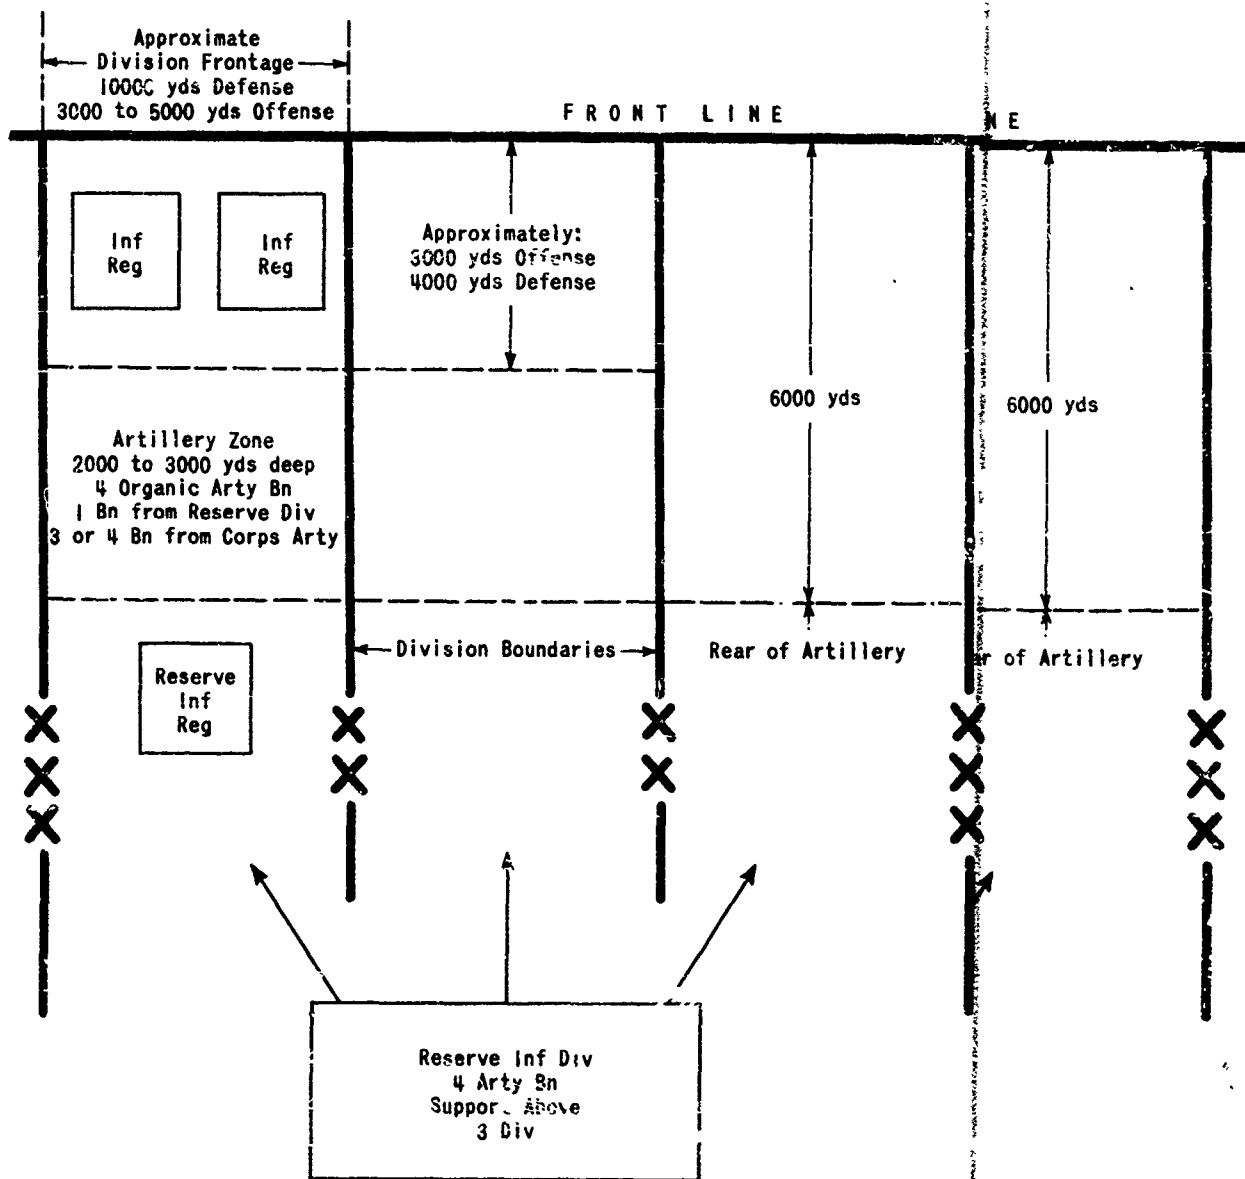 Approximate
Division Frontage
10000 yds Defense
3000 to 5000 yds Offense
FRONT LINE
NE
Inf
Reg
Inf
Reg
Approximately:
3000 yds Offense
4000 yds Defense
6000 yds
6000 yds
Artillery Zone
2000 to 3000 yds deep
4 Organic Arty Bn
1 Bn from Reserve Div
3 or 4 Bn from Corps Arty
Division Boundaries
Rear of Artillery
er of Artillery
Reserve
Inf
Reg
Reserve Inf Div
4 Arty Bn
Support Above
3 Div